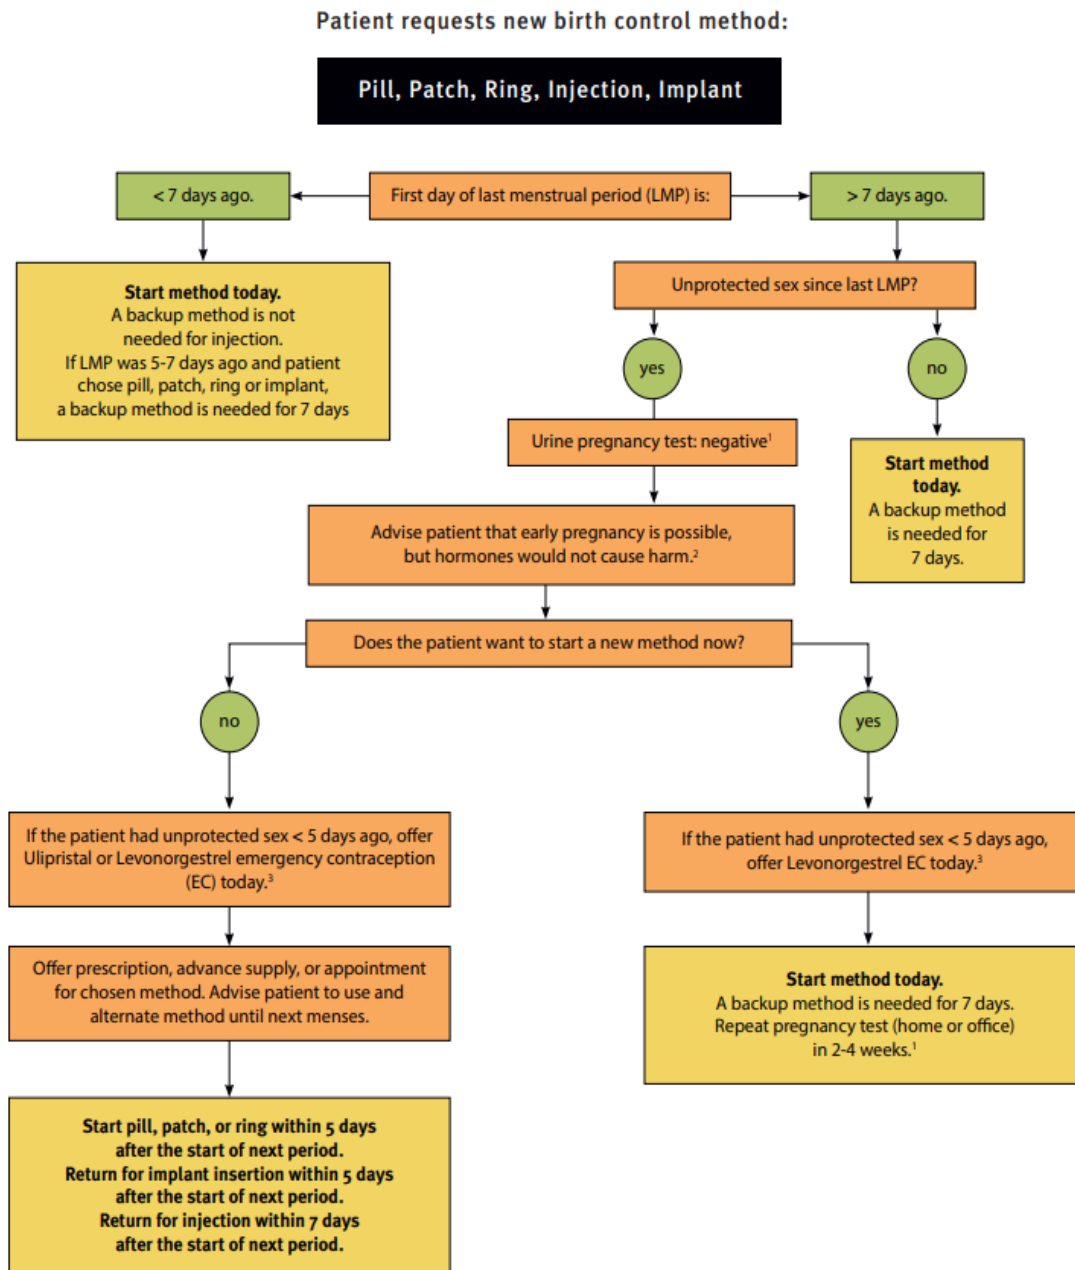 Patient requests new birth control method:
Pill, Patch, Ring, Injection, Implant
< 7 days ago.
First day of last menstrual period (LMP) is:
> 7 days ago.
Start method today.
A backup method is not
needed for injection.
If LMP was 5-7 days ago and patient
chose pill, patch, ring or implant,
a backup method is needed for 7 days
Unprotected sex since last LMP?
yes
no
Urine pregnancy test: negative¹
Start method
today.
A backup method
is needed for
7 days.
Advise patient that early pregnancy is possible,
but hormones would not cause harm.²
Does the patient want to start a new method now?
no
yes
If the patient had unprotected sex < 5 days ago, offer
Ulipristal or Levonorgestrel emergency contraception
(EC) today.³
If the patient had unprotected sex < 5 days ago,
offer Levonorgestrel EC today.³
Offer prescription, advance supply, or appointment
for chosen method. Advise patient to use and
alternate method until next menses.
Start method today.
A backup method is needed for 7 days.
Repeat pregnancy test (home or office)
in 2-4 weeks.¹
Start pill, patch, or ring within 5 days
after the start of next period.
Return for implant insertion within 5 days
after the start of next period.
Return for injection within 7 days
after the start of next period.